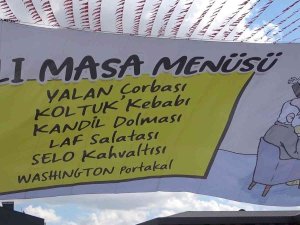 LI MASA MENÜSÜ
YALAN Çorbası
KOLTUK Kebabı
KANDİL Dolması
LAF Salatası
SELO Kahvaltısı
WASHINGTON Portakal